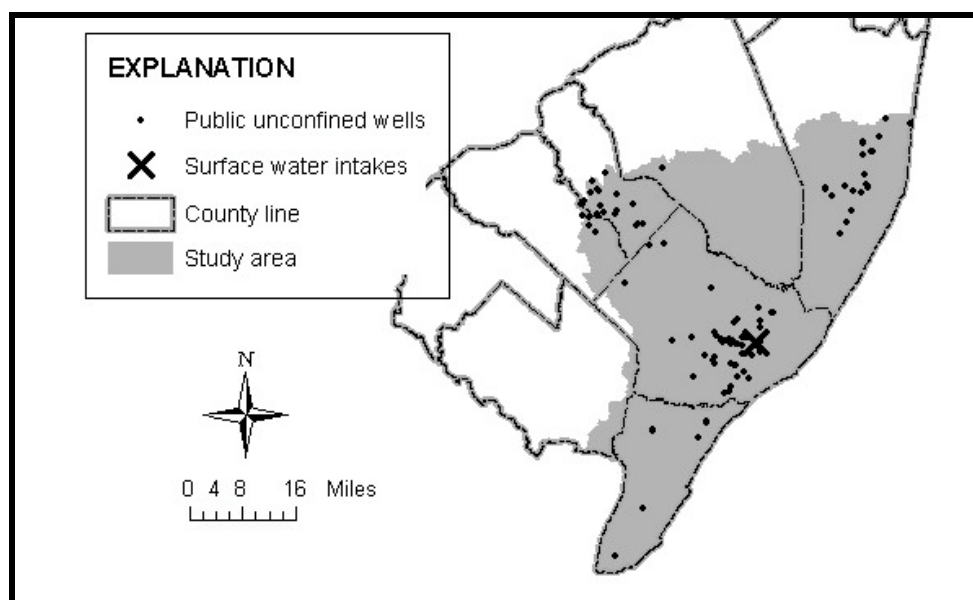 EXPLANATION
Public unconfined wells
Surface water intakes
County line
Study area
N
0 4 8 16 Miles